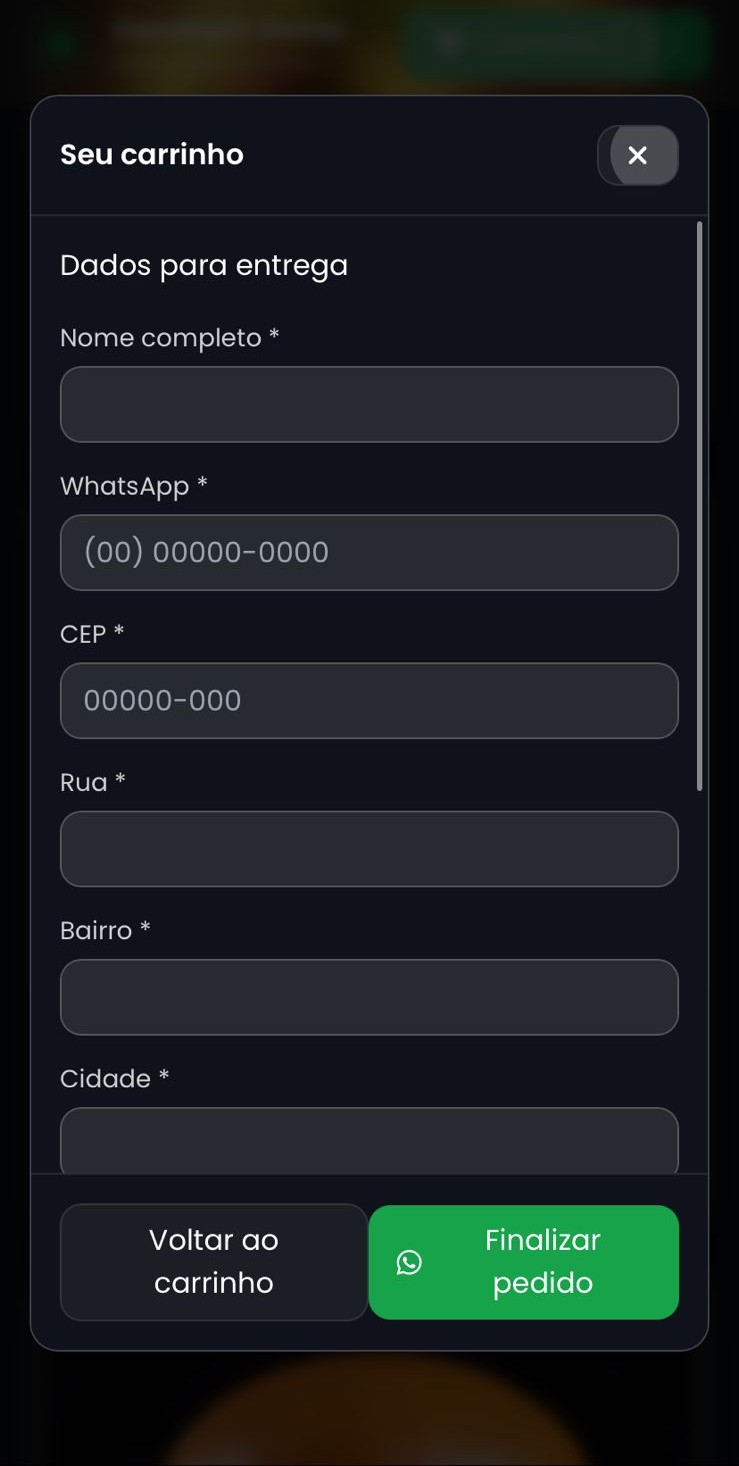 Seu carrinho
Dados para entrega
Nome completo *
WhatsApp *
(00) 00000-0000
CEP *
00000-000
Rua *
Bairro *
Cidade *
Voltar ao
carrinho
Finalizar
pedido